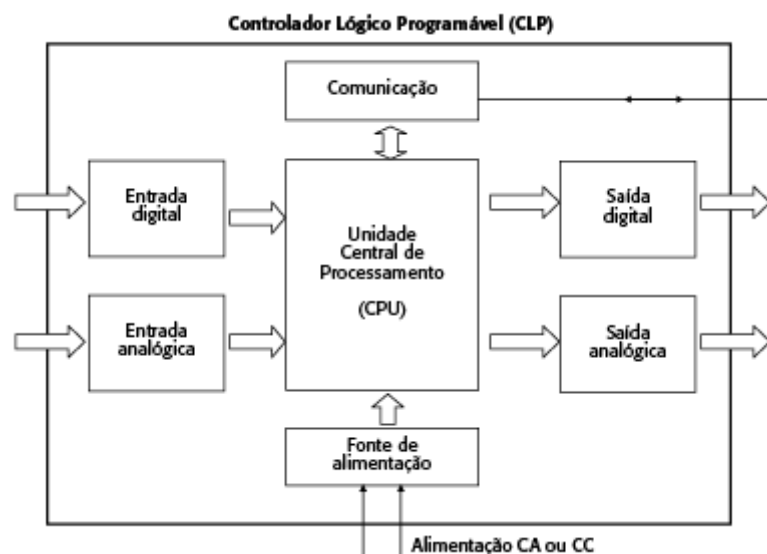 Controlador Lógico Programável (CLP)
Comunicação
Entrada
digital
Unidade
Central de
Processamento
(CPU)
Saída
digital
Entrada
analógica
Saída
analógica
Fonte de
alimentação
Alimentação CA ou CC